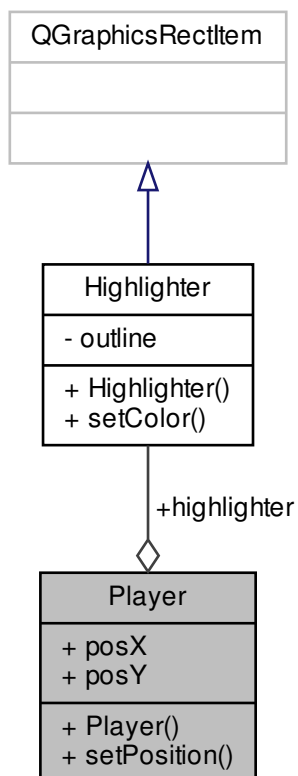 QGraphicsRectItem
Highlighter
- outline
+ Highlighter()
+ setColor()
+highlighter
Player
+ posX
+ posY
+ Player()
+ setPosition()